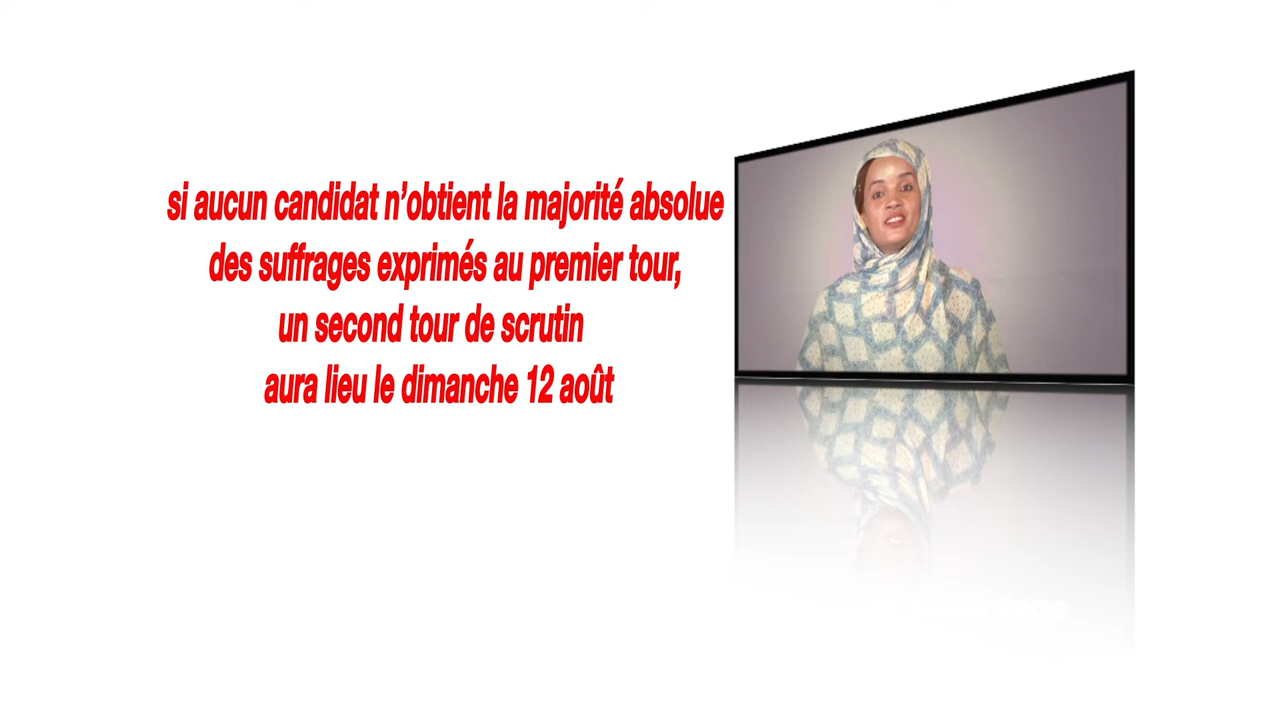 si aucun candidat n’obtient la majorité absolue
des suffrages exprimés au premier tour,
un second tour de scrutin
aura lieu le dimanche 12 août